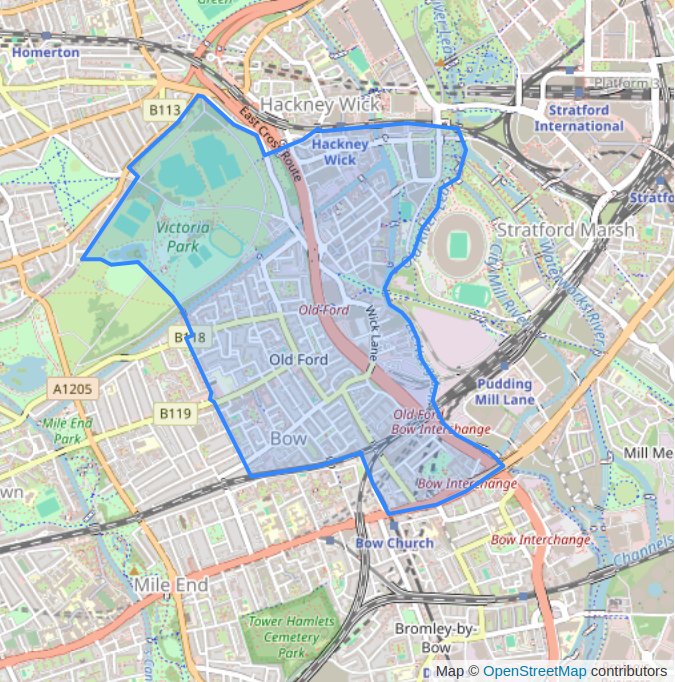 Green
Homerton
Platform 3
B113
Hackney Wick
Stratford
International
East Cross Route
Hackney
Wick
Victoria
Park
Stratford Marsh
City Mill River
Waterworks River
Old Ford
Wick Lane
B118
Old Ford
A1205
Pudding
Mill Lane
B119
Old Ford
Mile End
Park
Bow Interchange
Bow
Mill Me
Bow Interchange
Bow Church
Bow Interchange
Channels
Mile End
Tower Hamlets
Cemetery
Park
Bromley-by-
Bow
Map © OpenStreetMap contributors